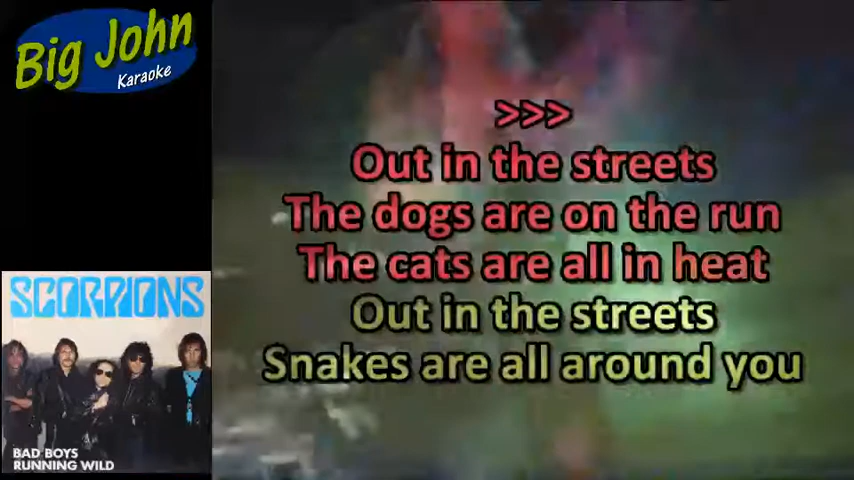 Big John
Karaoke
>>>
Out in the streets
The dogs are on the run
The cats are all in heat
Out in the streets
Snakes are all around you
SCORPIONS
BAD BOYS
RUNNING WILD